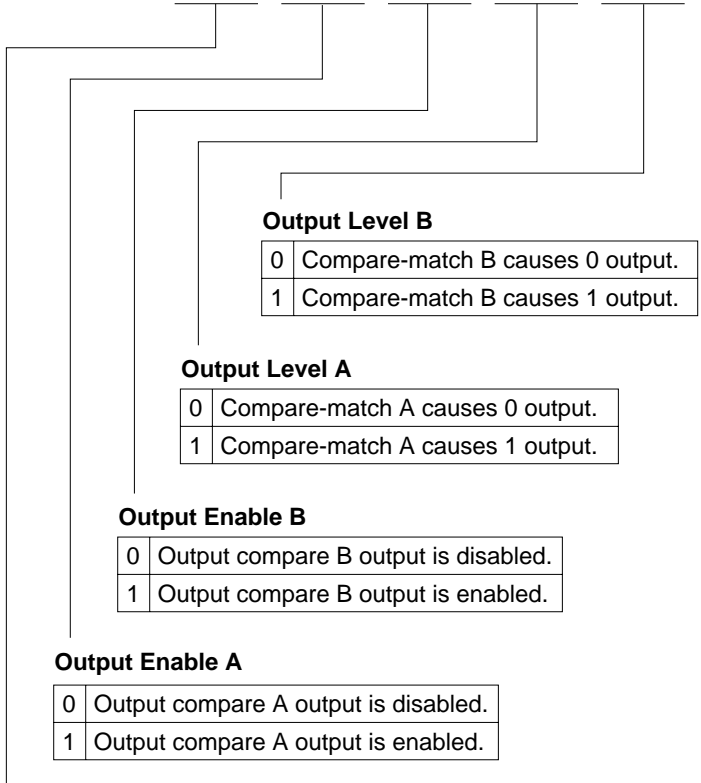 Output Level B
0 Compare-match B causes 0 output.
1 Compare-match B causes 1 output.
Output Level A
0 Compare-match A causes 0 output.
1 Compare-match A causes 1 output.
Output Enable B
0 Output compare B output is disabled.
1 Output compare B output is enabled.
Output Enable A
0 Output compare A output is disabled.
1 Output compare A output is enabled.